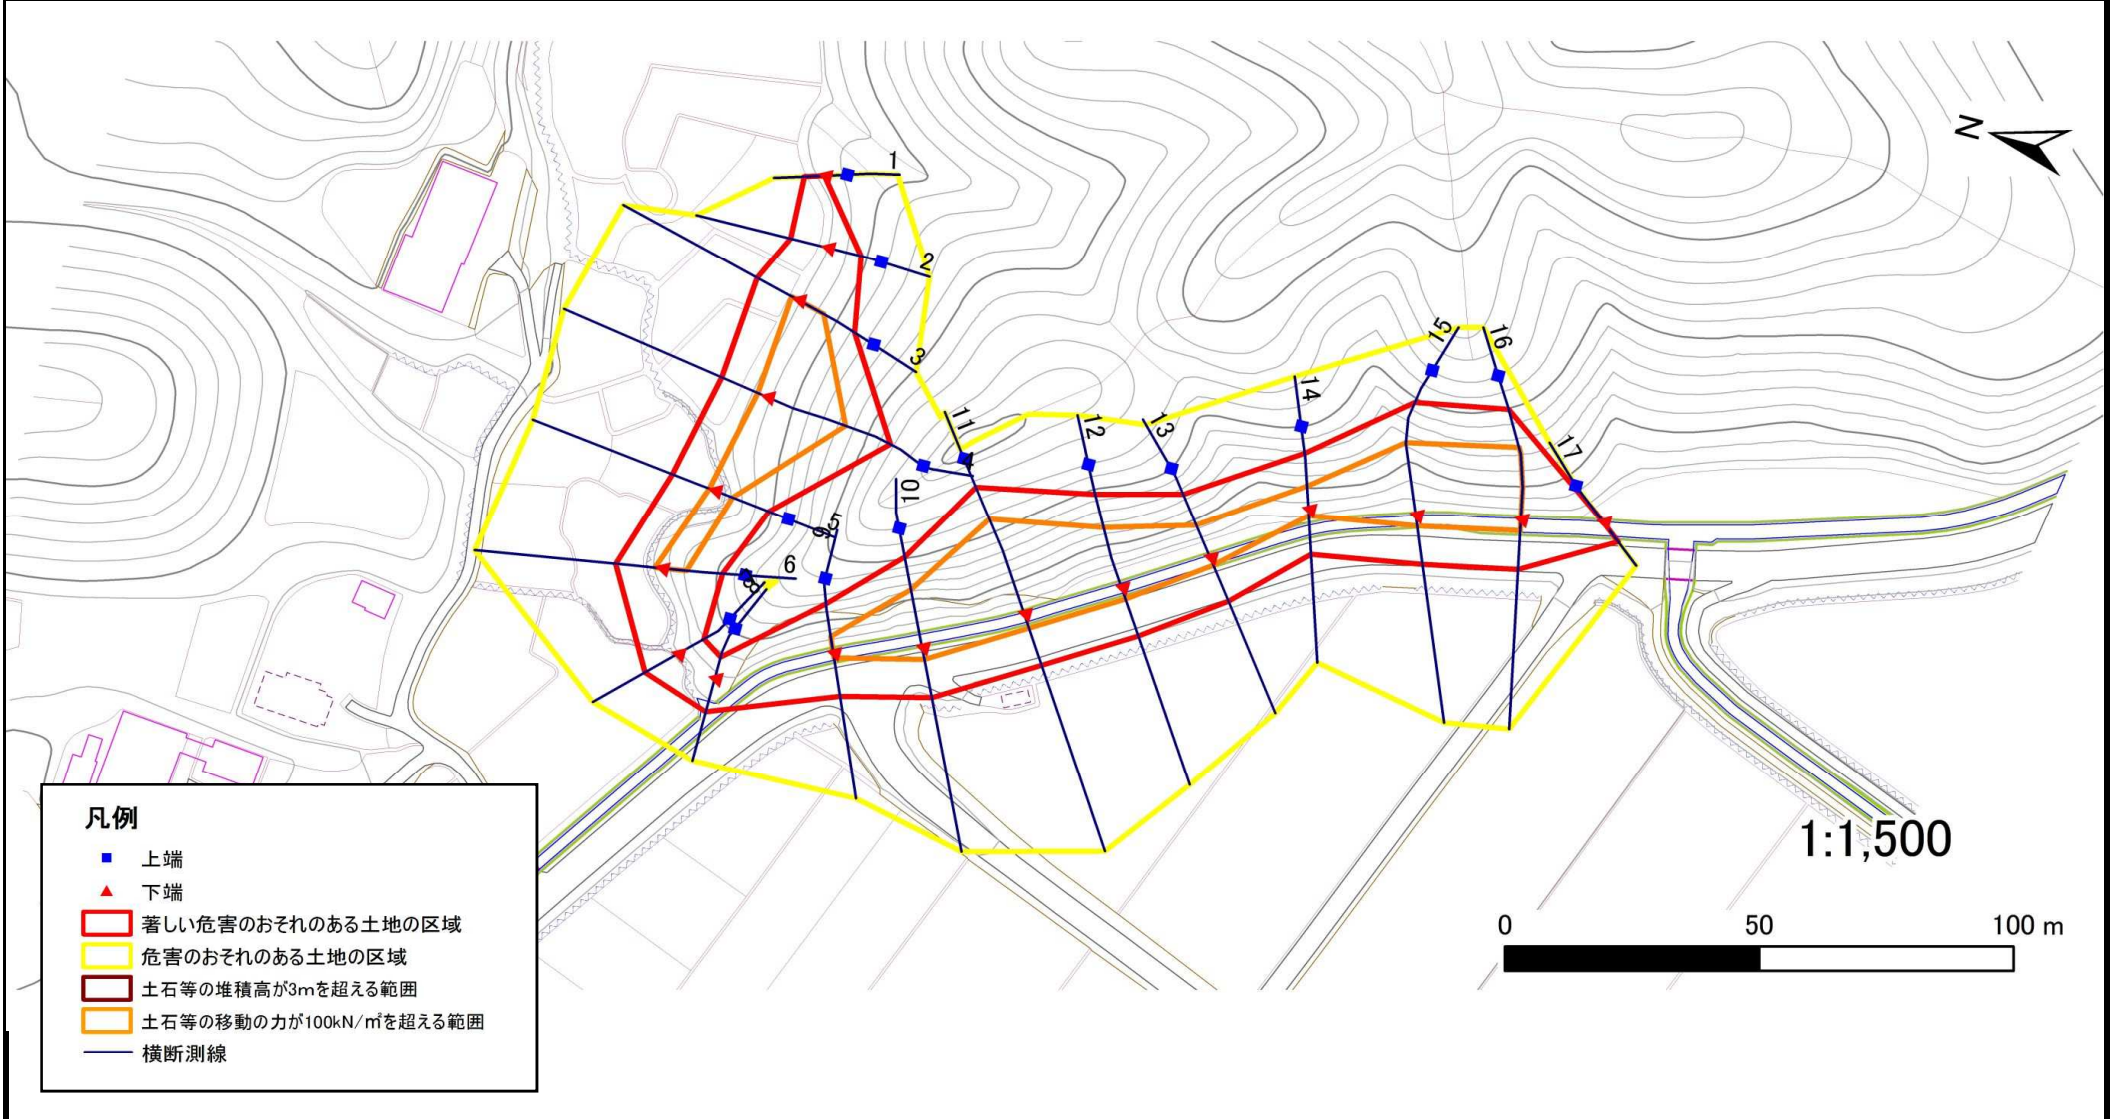 1
2
3
11
4
12
13
14
15
16
17
10
5
9
6
8
N
凡例
上端
下端
著しい危害のおそれのある土地の区域
危害のおそれのある土地の区域
土石等の堆積高が3mを超える範囲
土石等の移動の力が100kN/㎡を超える範囲
横断測線
1:1,500
0 50 100 m